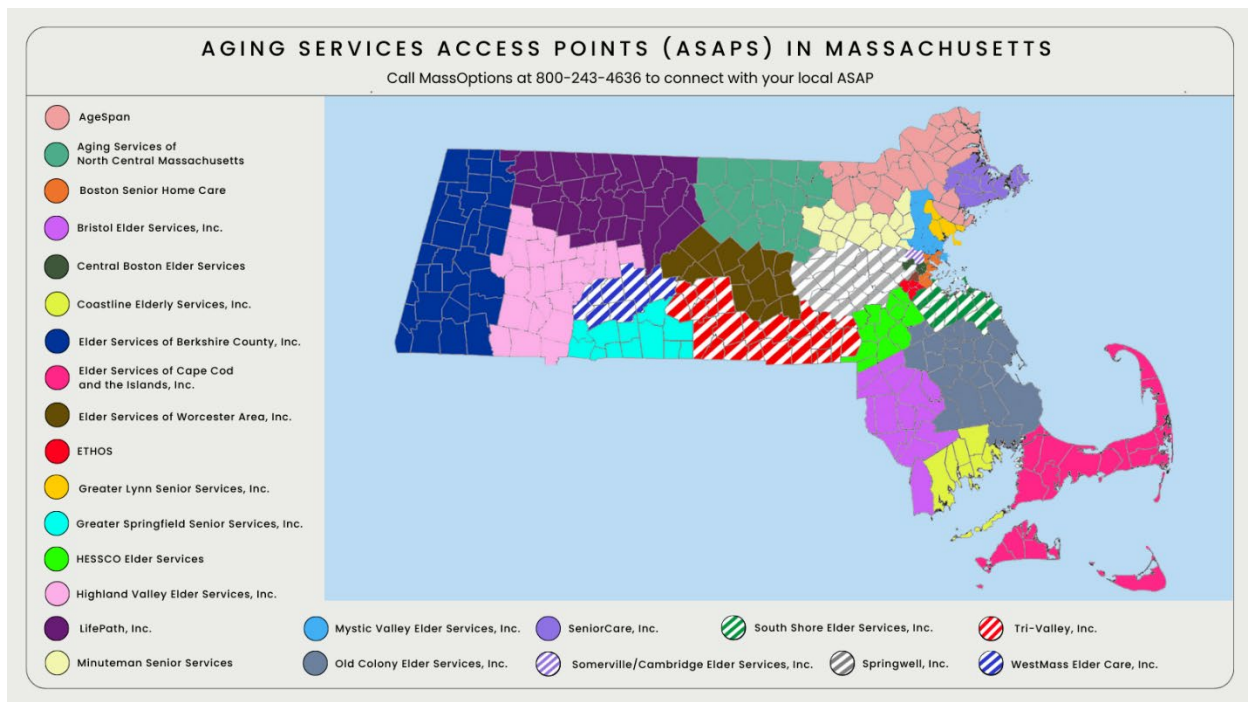 AGING SERVICES ACCESS POINTS (ASAPS) IN MASSACHUSETTS
Call MassOptions at 800-243-4636 to connect with your local ASAP
AgeSpan
Aging Services of
North Central Massachusetts
Boston Senior Home Care
Bristol Elder Services, Inc.
Central Boston Elder Services
Coastline Elderly Services, Inc.
Elder Services of Berkshire County, Inc.
Elder Services of Cape Cod
and the Islands, Inc.
Elder Services of Worcester Area, Inc.
ETHOS
Greater Lynn Senior Services, Inc.
Greater Springfield Senior Services, Inc.
HESSCO Elder Services
Highland Valley Elder Services, Inc.
LifePath, Inc.
Minuteman Senior Services
Mystic Valley Elder Services, Inc.
Old Colony Elder Services, Inc.
SeniorCare, Inc.
Somerville/Cambridge Elder Services, Inc.
South Shore Elder Services, Inc.
Springwell, Inc.
Tri-Valley, Inc.
WestMass Elder Care, Inc.